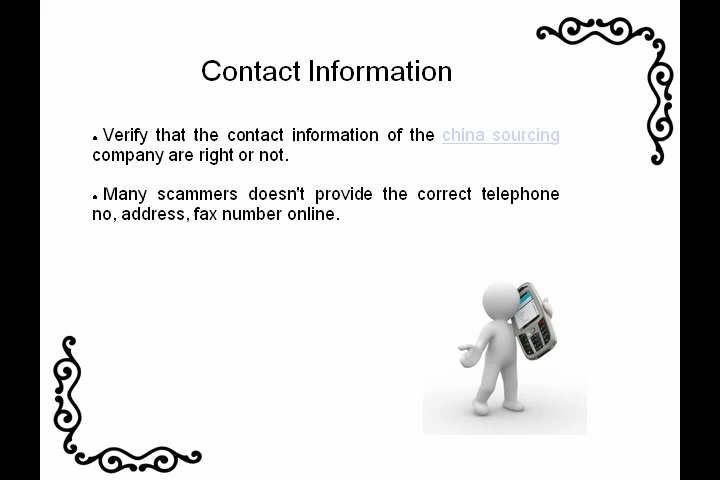 Contact Information
• Verify that the contact information of the china sourcing
company are right or not.
• Many scammers doesn't provide the correct telephone
no, address, fax number online.